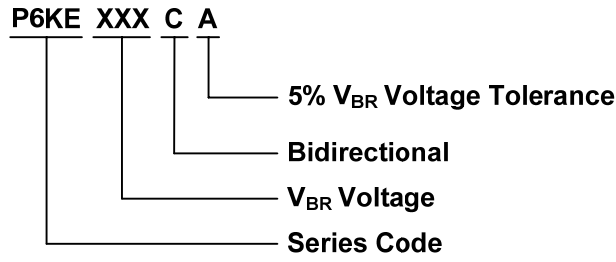 P6KE XXX C A
5% VBR Voltage Tolerance
Bidirectional
VBR Voltage
Series Code